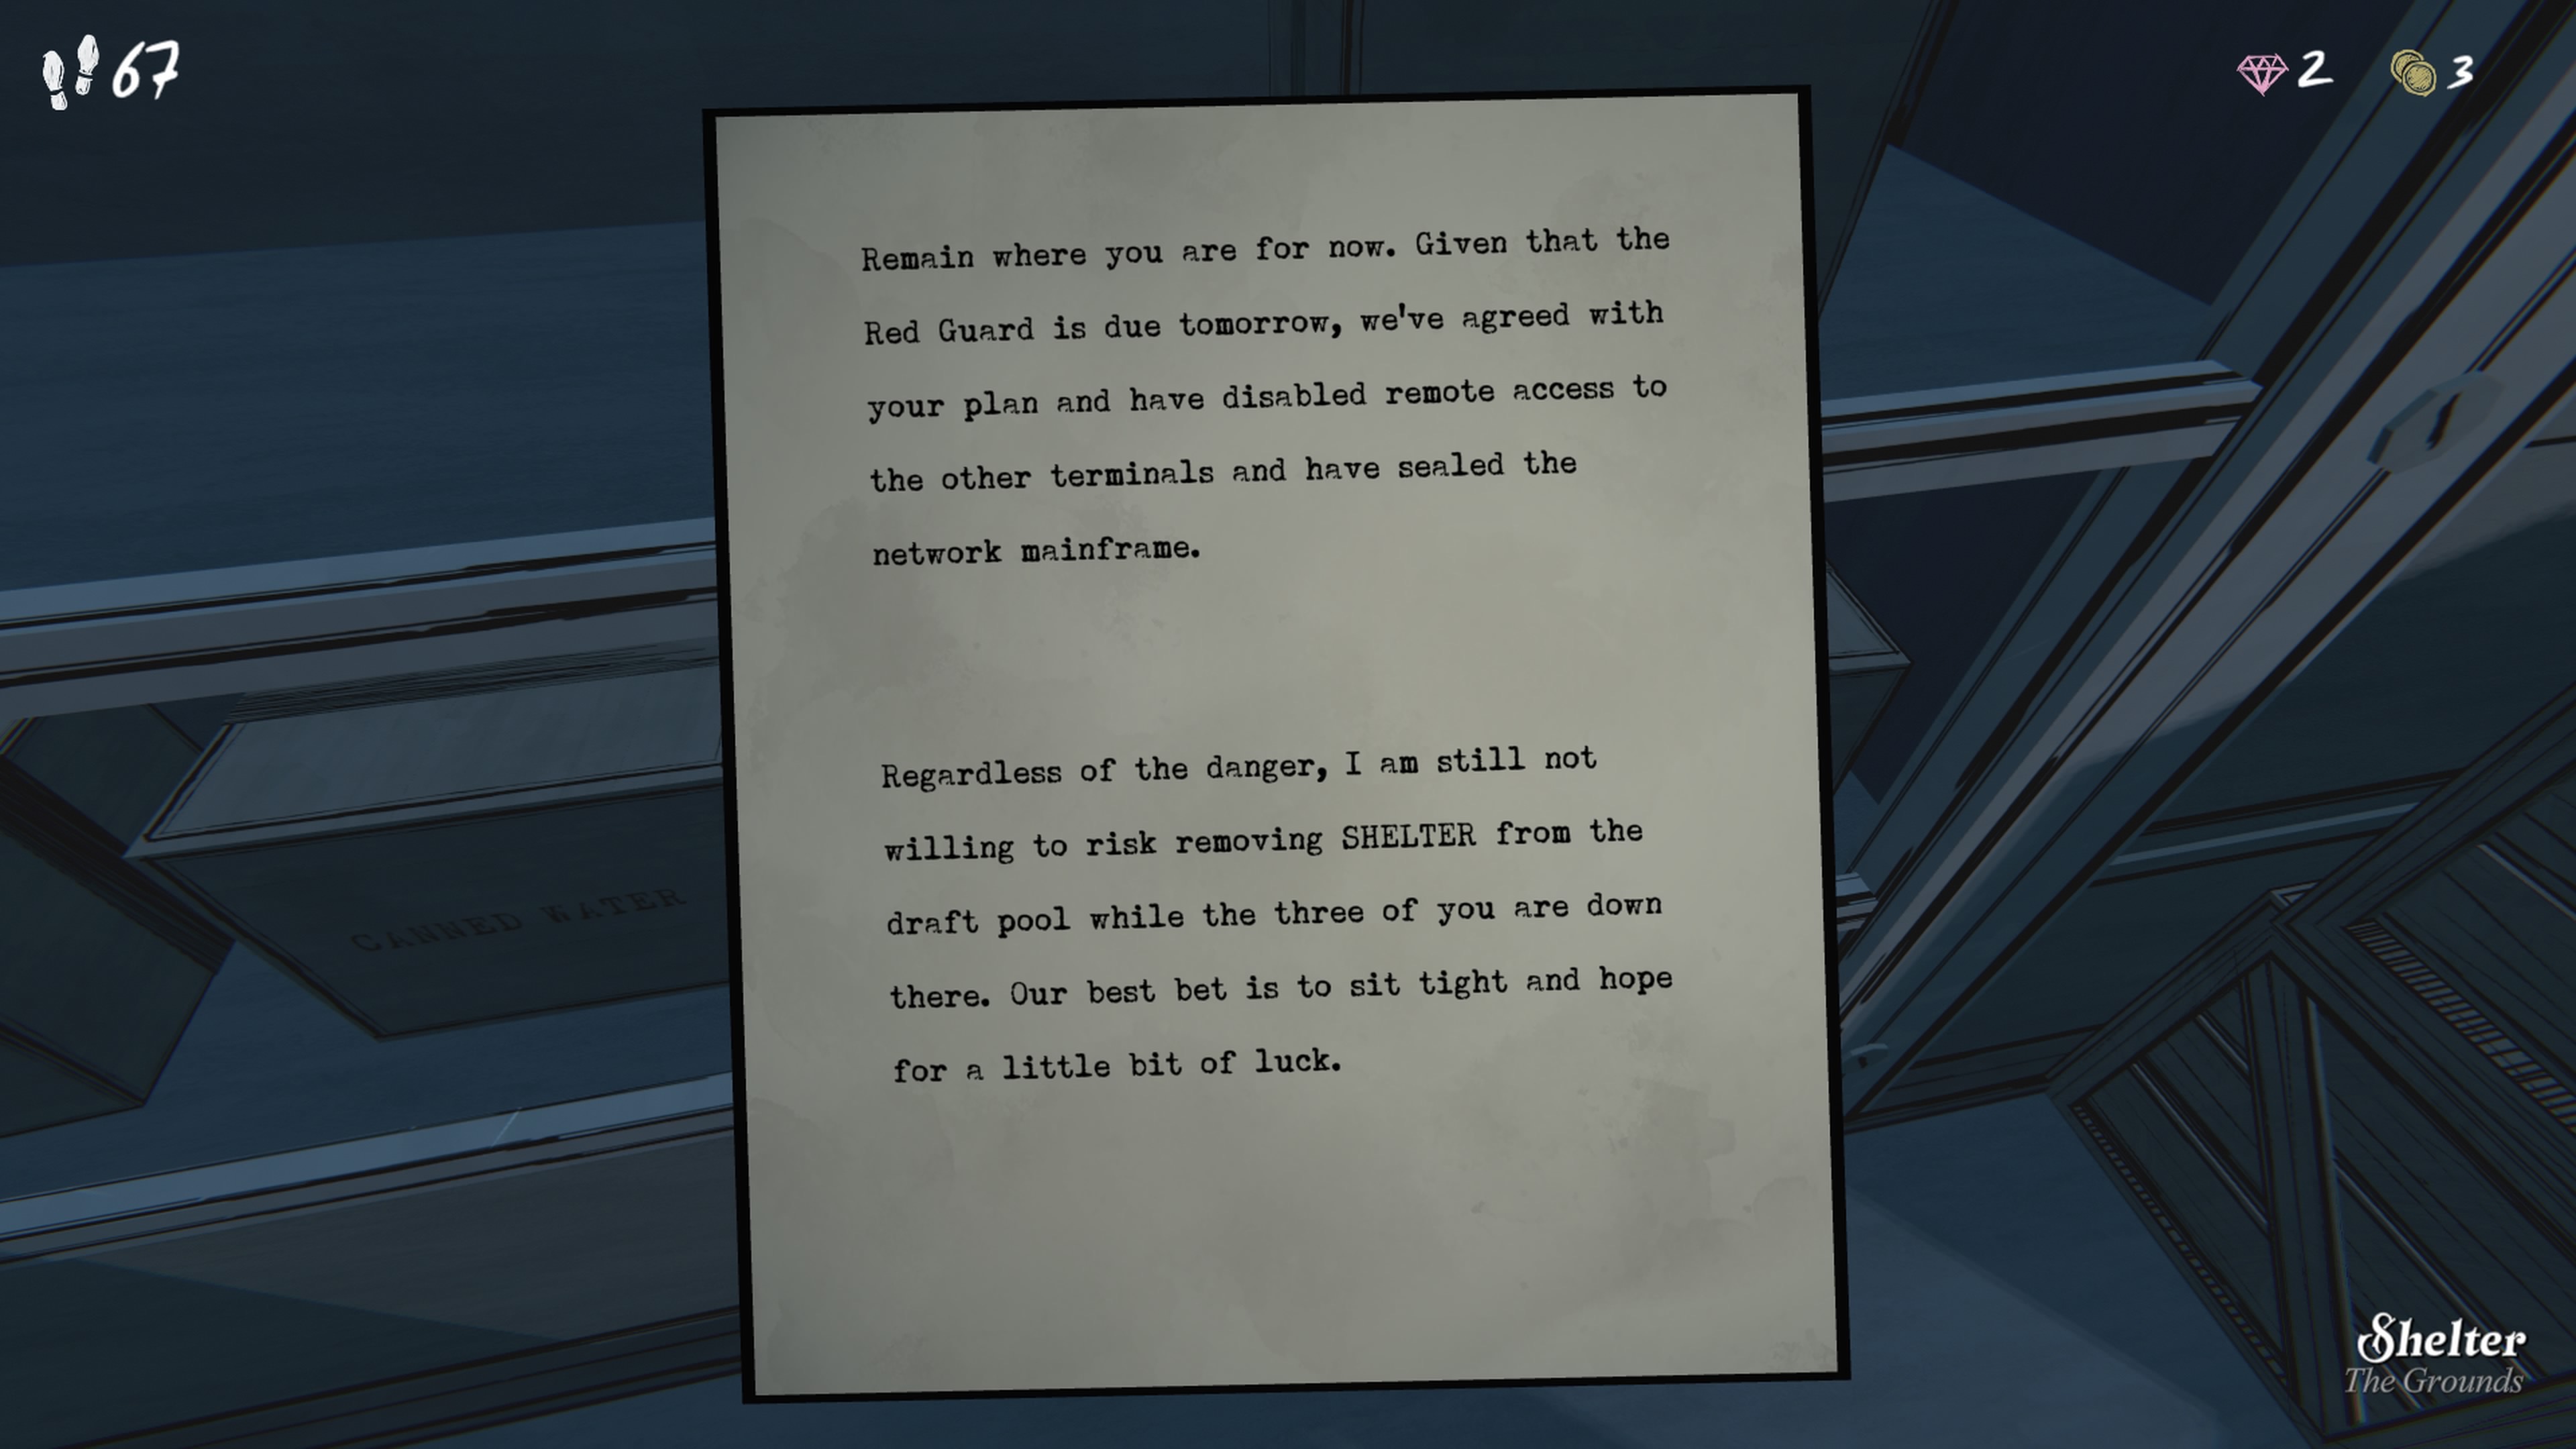 67
2
3
Remain where you are for now. Given that the
Red Guard is due tomorrow, we've agreed with
your plan and have disabled remote access to
the other terminals and have sealed the
network mainframe.
Regardless of the danger, I am still not
willing to risk removing SHELTER from the
draft pool while the three of you are down
there. Our best bet is to sit tight and hope
for a little bit of luck.
CANNED WATER
Shelter
The Grounds